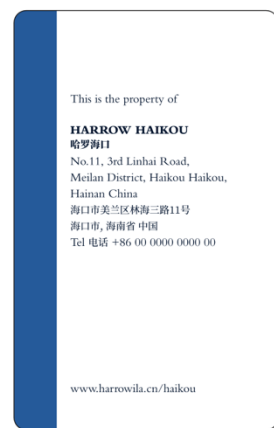 This is the property of
HARROW HAIKOU
哈罗海口
No.11, 3rd Linhai Road,
Meilan District, Haikou Haikou,
Hainan China
海口市美兰区林海三路11号
海口市, 海南省 中国
Tel 电话 +86 00 0000 0000 00
www.harrowila.cn/haikou